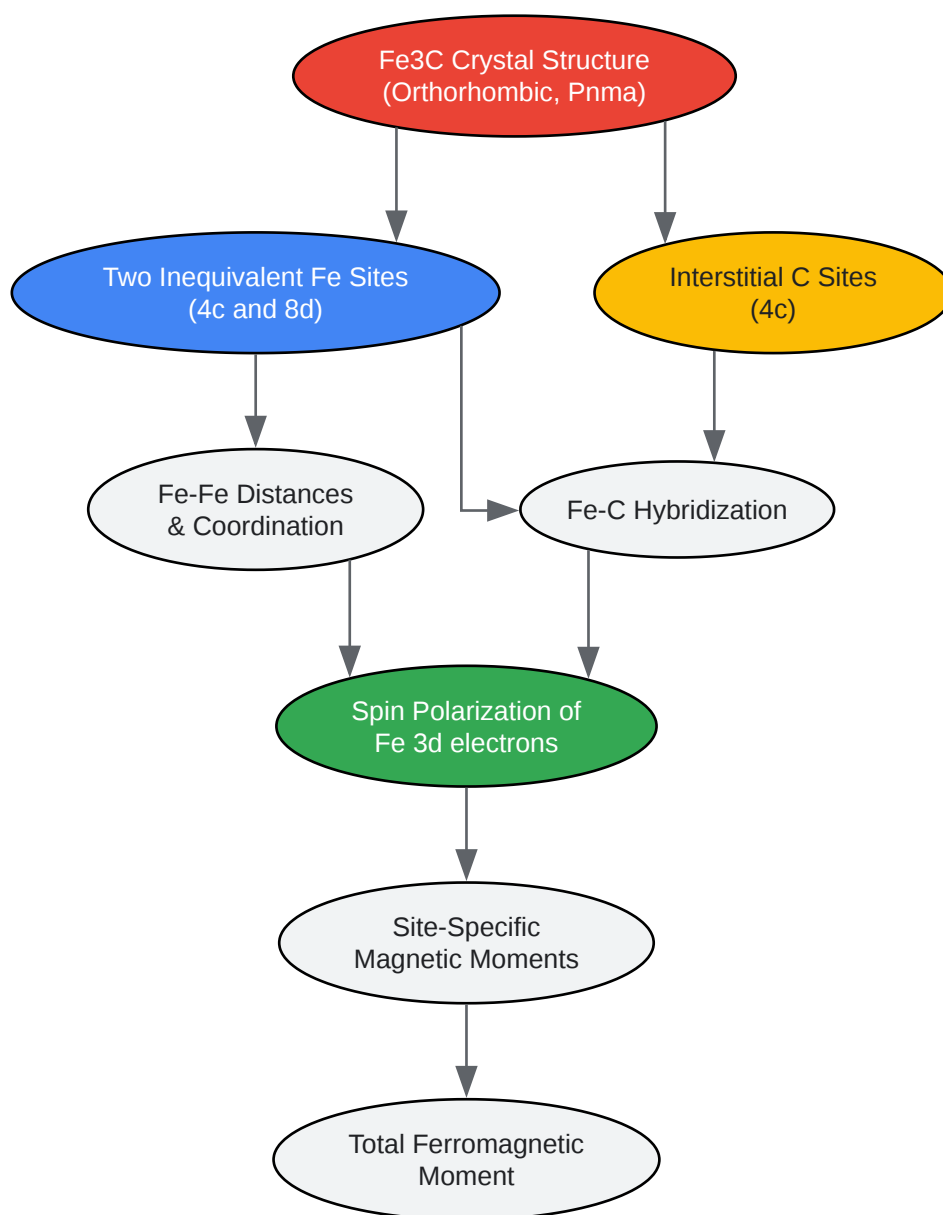 Fe3C Crystal Structure
(Orthorhombic, Pnma)
Two Inequivalent Fe Sites
(4c and 8d)
Interstitial C Sites
(4c)
Fe-Fe Distances
& Coordination
Fe-C Hybridization
Spin Polarization of
Fe 3d electrons
Site-Specific
Magnetic Moments
Total Ferromagnetic
Moment